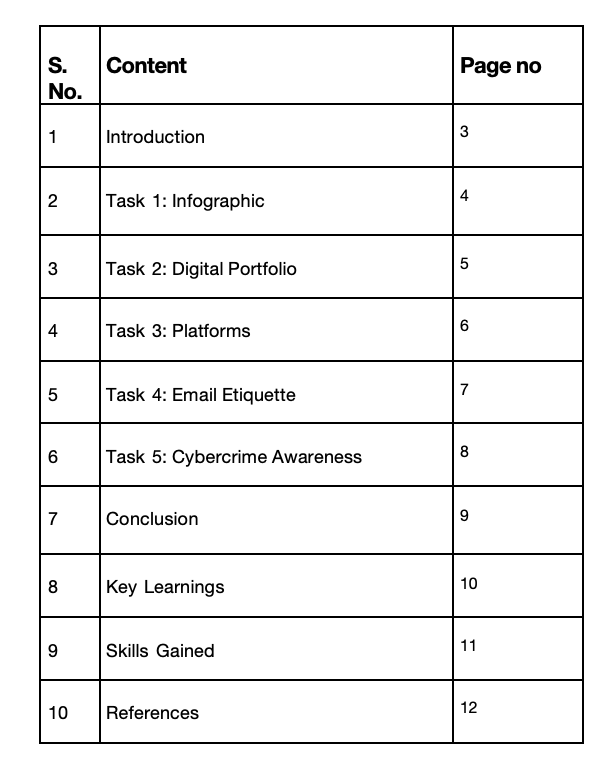 S. No. Content Page no
1 Introduction 3
2 Task 1: Infographic 4
3 Task 2: Digital Portfolio 5
4 Task 3: Platforms 6
5 Task 4: Email Etiquette 7
6 Task 5: Cybercrime Awareness 8
7 Conclusion 9
8 Key Learnings 10
9 Skills Gained 11
10 References 12